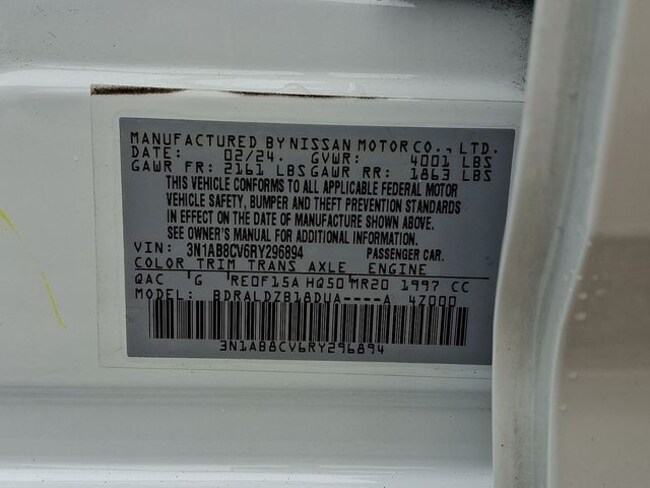 MANUFACTURED BY NISSAN MOTOR CO., LTD.
DATE: 02/24. GVWR: 4001 LBS
GAWR FR: 2161 LBS GAWR RR: 1863 LBS
THIS VEHICLE CONFORMS TO ALL APPLICABLE FEDERAL MOTOR
VEHICLE SAFETY, BUMPER AND THEFT PREVENTION STANDARDS
IN EFFECT ON THE DATE OF MANUFACTURE SHOWN ABOVE.
SEE OWNER'S MANUAL FOR ADDITIONAL INFORMATION.
VIN: 3N1AB8CV6RY296894 PASSENGER CAR.
COLOR TRIM TRANS AXLE ENGINE
QAC 'G RE0F15A HQ50 MR20 1997 CC
MODEL: BDRALDZB18DUA----A 47000
3N1AB8CV6RY296894